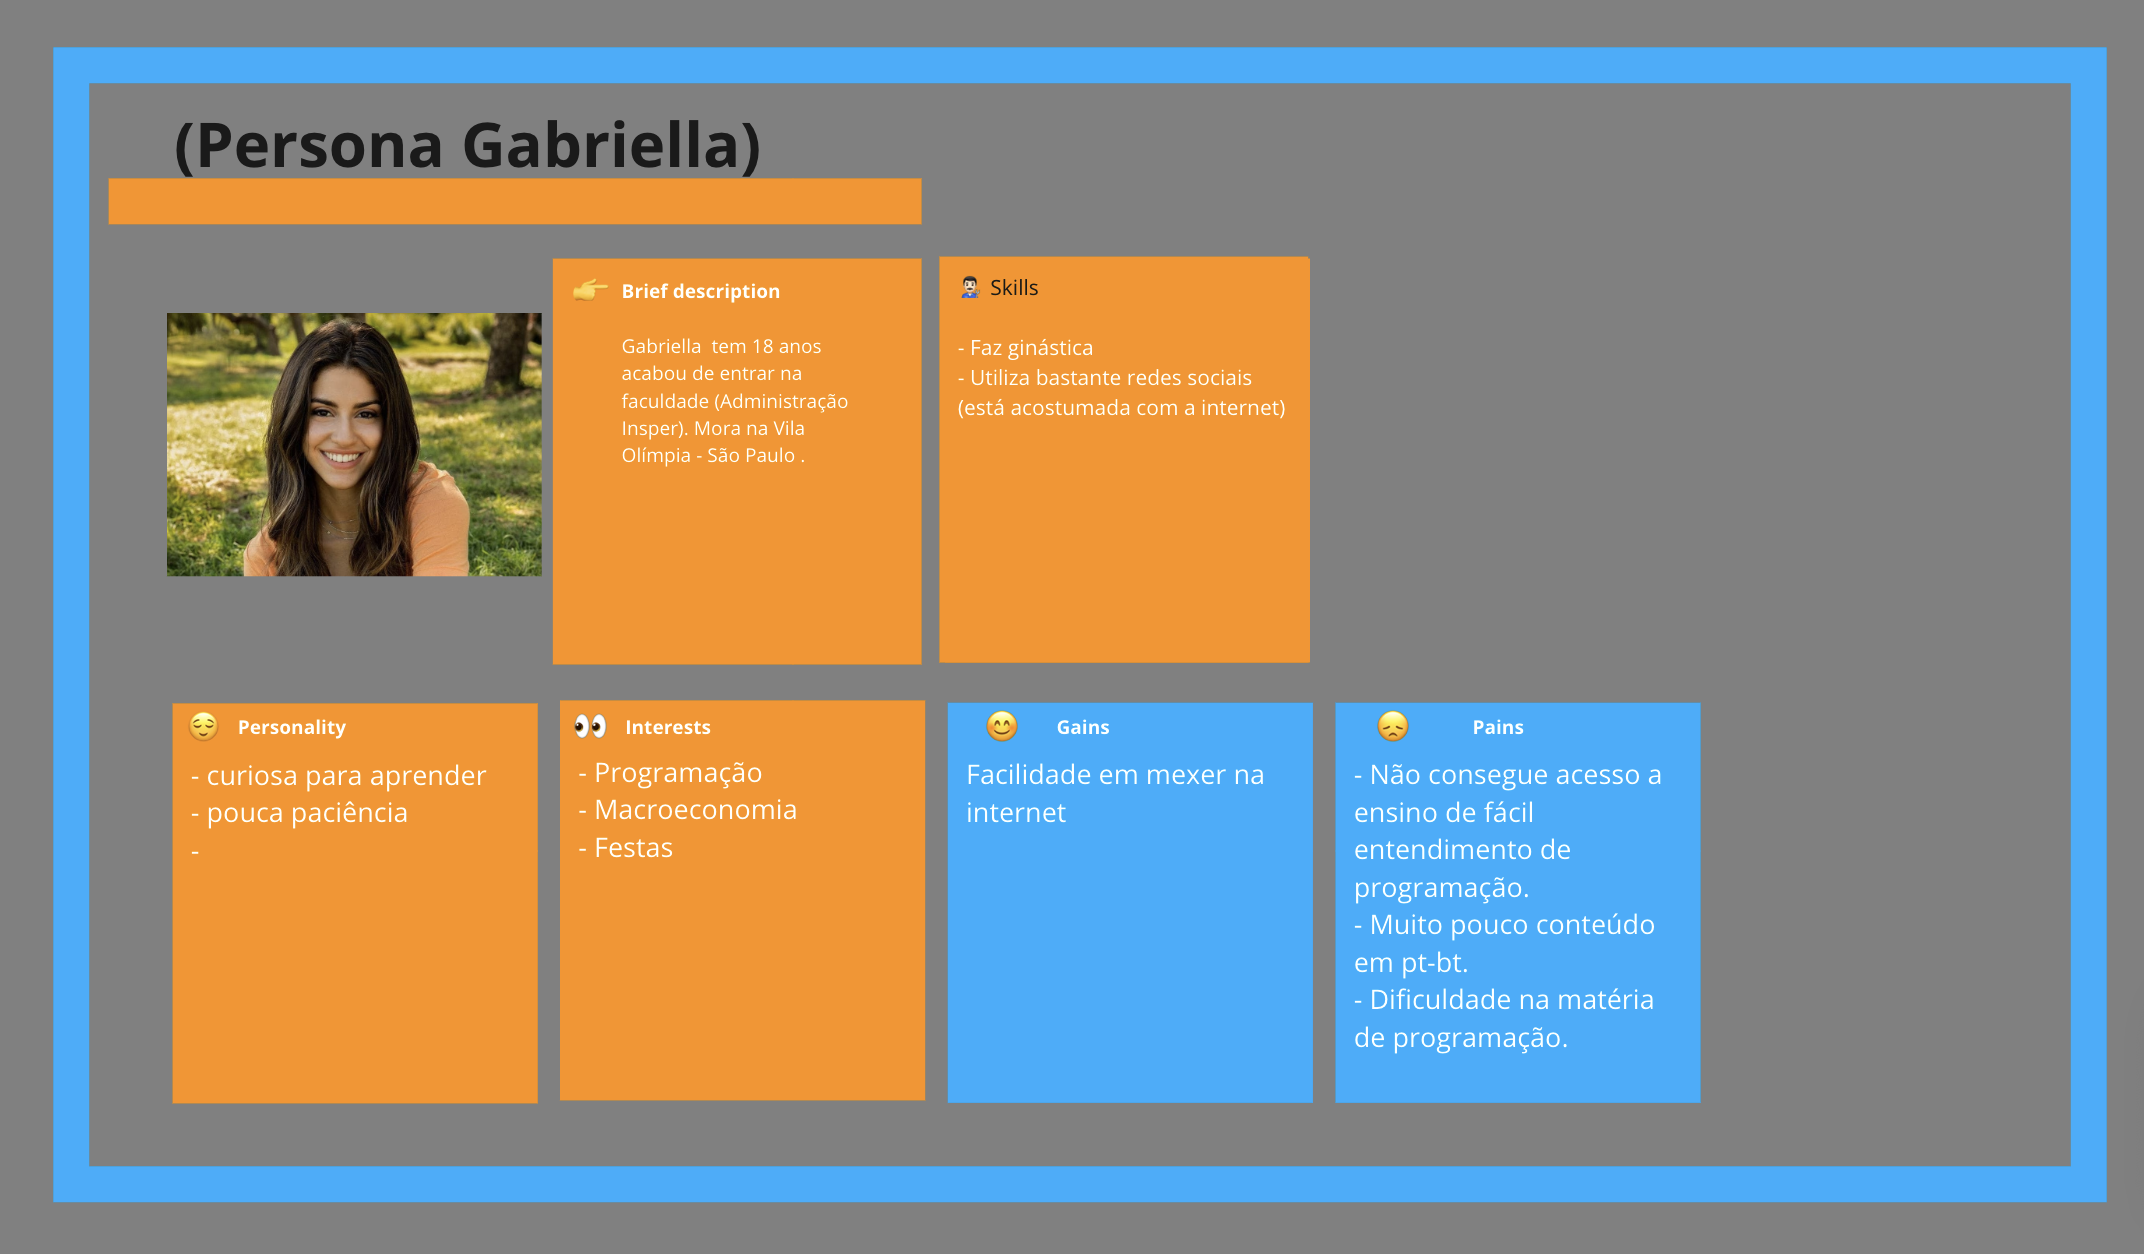 (Persona Gabriella)
👉 Brief description
Gabriella  tem 18 anos
acabou de entrar na
faculdade (Administração
Insper). Mora na Vila
Olímpia - São Paulo .
👨🏻‍🔧 Skills
- Faz ginástica
- Utiliza bastante redes sociais
(está acostumada com a internet)
😌 Personality
- curiosa para aprender
- pouca paciência
-
👀 Interests
- Programação
- Macroeconomia
- Festas
😊 Gains
Facilidade em mexer na
internet
😞 Pains
- Não consegue acesso a
ensino de fácil
entendimento de
programação.
- Muito pouco conteúdo
em pt-bt.
- Dificuldade na matéria
de programação.